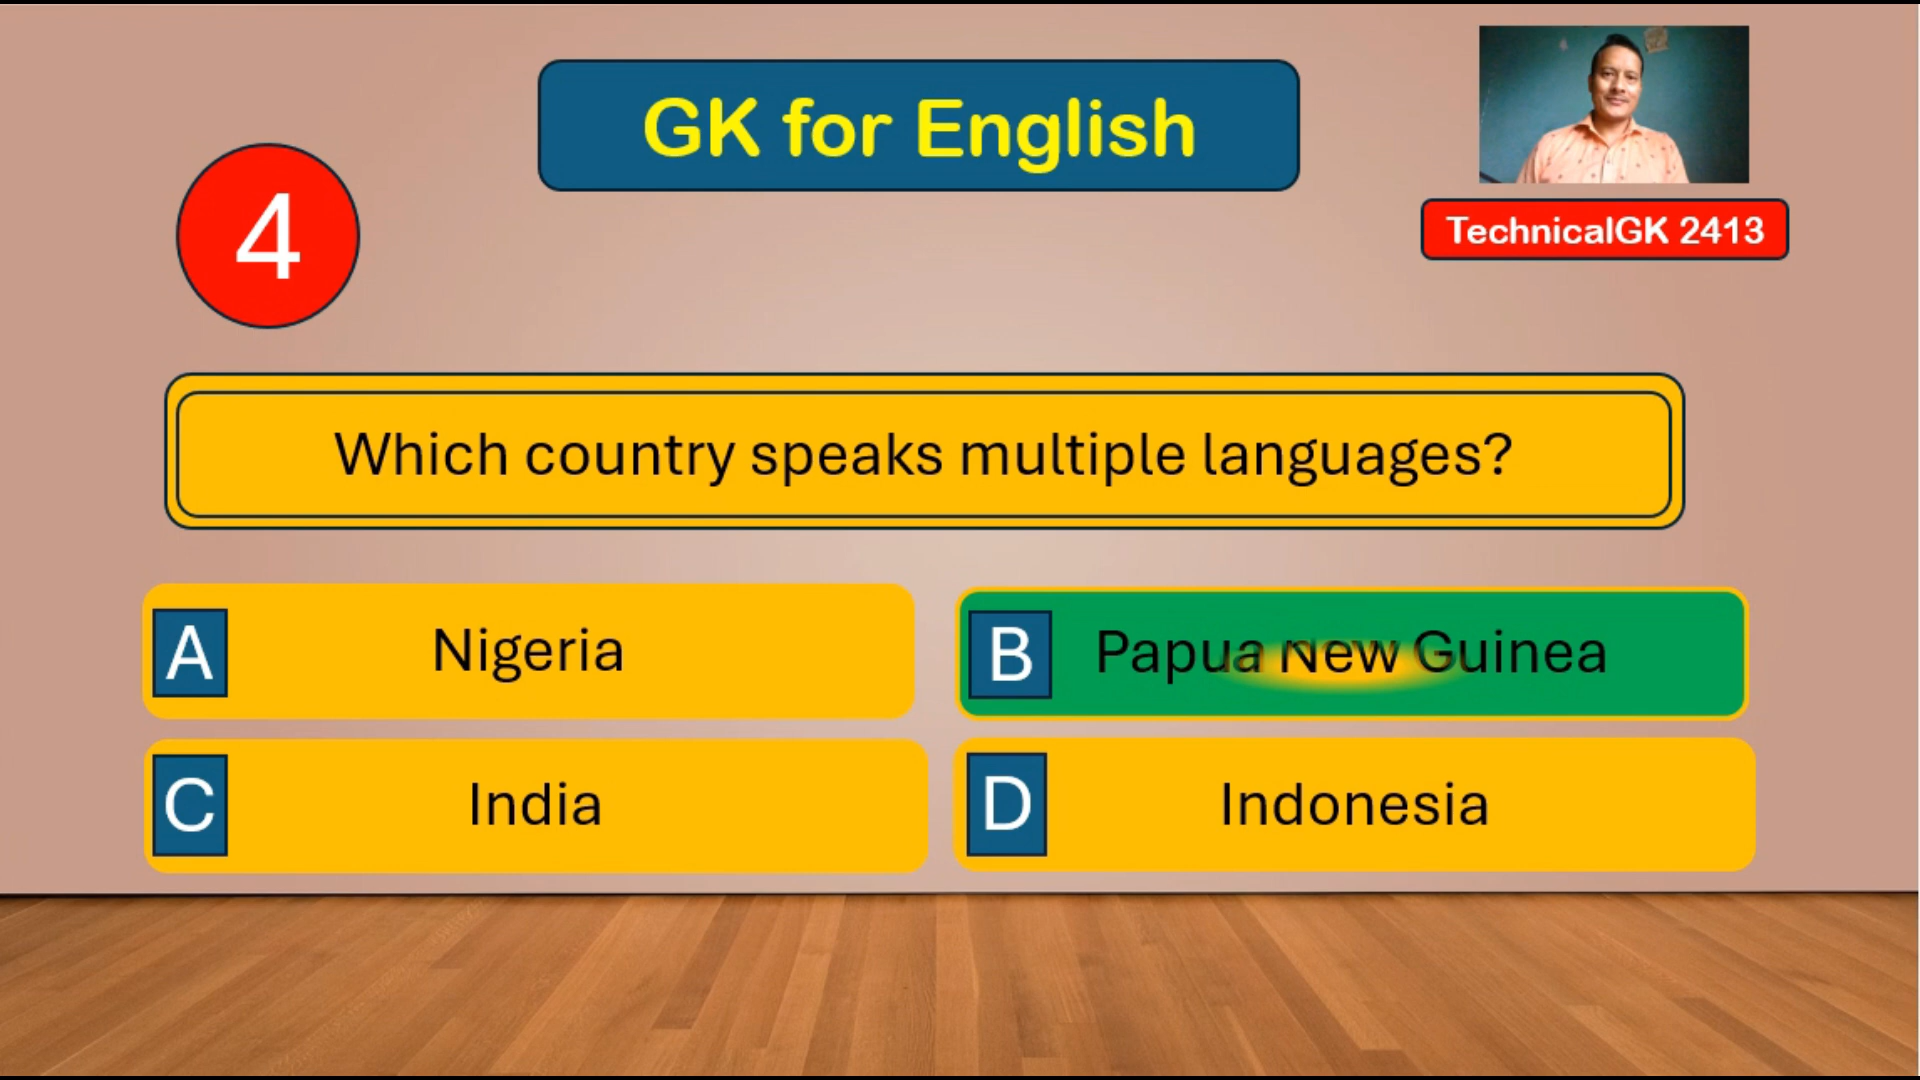 GK for English
4
TechnicalGK 2413
Which country speaks multiple languages?
A Nigeria
B Papua New Guinea
C India
D Indonesia